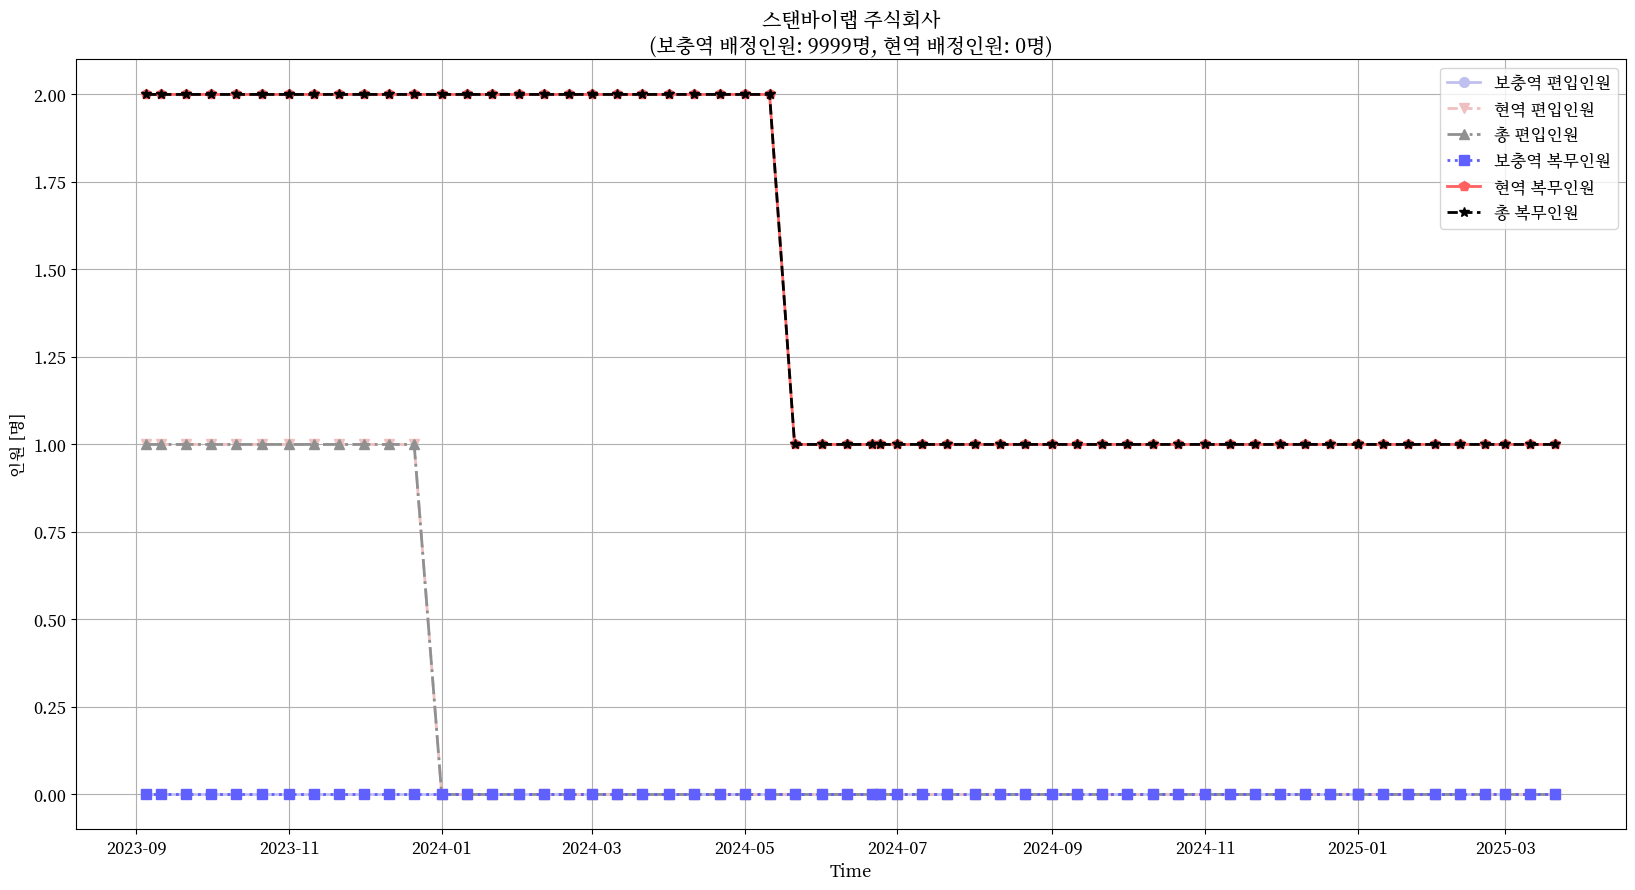 스탠바이랩 주식회사
(보충역 배정인원: 9999명, 현역 배정인원: 0명)
보충역 편입인원
현역 편입인원
총 편입인원
보충역 복무인원
현역 복무인원
총 복무인원
인원 [명]
2.00
1.75
1.50
1.25
1.00
0.75
0.50
0.25
0.00
2023-09 2023-11 2024-01 2024-03 2024-05 2024-07 2024-09 2024-11 2025-01 2025-03
Time